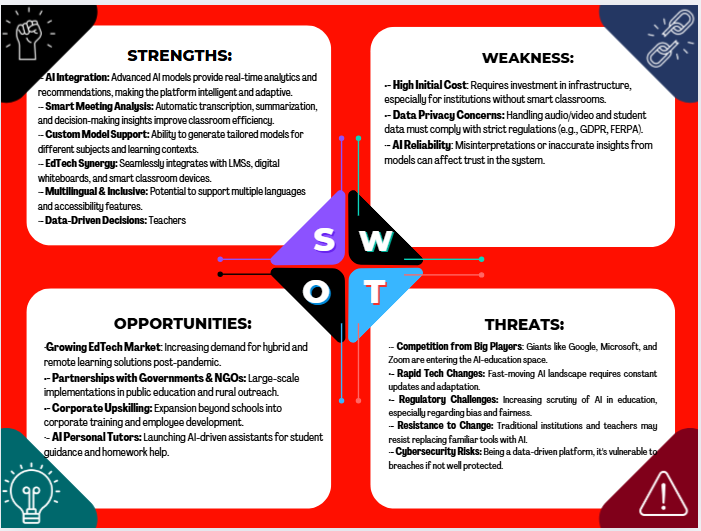 STRENGTHS:
-- AI Integration: Advanced AI models provide real-time analytics and
recommendations, making the platform intelligent and adaptive.
-- Smart Meeting Analysis: Automatic transcription, summarization,
and decision-making insights improve classroom efficiency.
-- Custom Model Support: Ability to generate tailored models for
different subjects and learning contexts.
-- EdTech Synergy: Seamlessly integrates with LMSs, digital
whiteboards, and smart classroom devices.
-- Multilingual & Inclusive: Potential to support multiple languages
and accessibility features.
-- Data-Driven Decisions: Teachers
WEAKNESS:
-- High Initial Cost: Requires investment in infrastructure,
especially for institutions without smart classrooms.
-- Data Privacy Concerns: Handling audio/video and student
data must comply with strict regulations (e.g., GDPR, FERPA).
-- AI Reliability: Misinterpretations or inaccurate insights from
models can affect trust in the system.
S W
O T
OPPORTUNITIES:
-Growing EdTech Market: Increasing demand for hybrid and
remote learning solutions post-pandemic.
-- Partnerships with Governments & NGOs: Large-scale
implementations in public education and rural outreach.
-- Corporate Upskilling: Expansion beyond schools into
corporate training and employee development.
-- AI Personal Tutors: Launching AI-driven assistants for student
guidance and homework help.
THREATS:
-- Competition from Big Players: Giants like Google, Microsoft, and
Zoom are entering the AI-education space.
-- Rapid Tech Changes: Fast-moving AI landscape requires constant
updates and adaptation.
-- Regulatory Challenges: Increasing scrutiny of AI in education,
especially regarding bias and fairness.
-- Resistance to Change: Traditional institutions and teachers may
resist replacing familiar tools with AI.
-- Cybersecurity Risks: Being a data-driven platform, it's vulnerable to
breaches if not well protected.